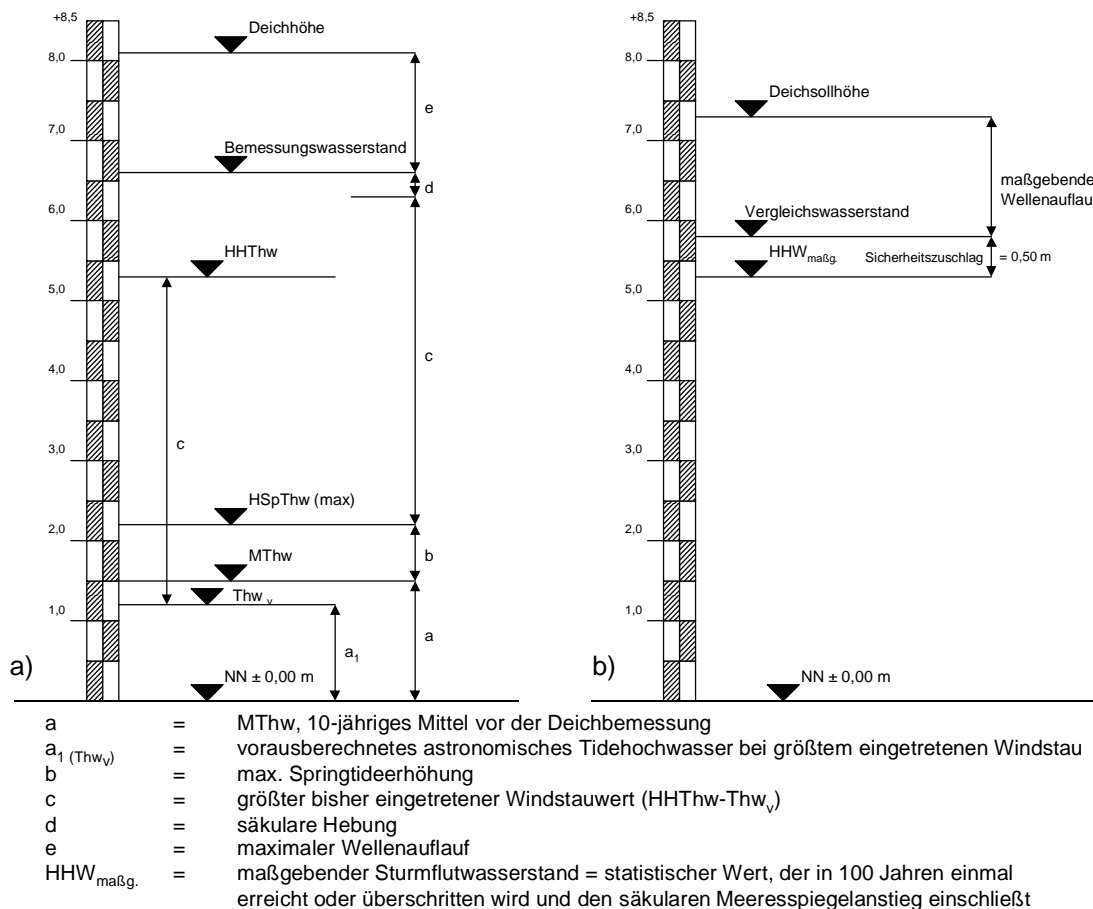 +8,5
Deichhöhe
8,0
e
7,0
Bemessungswasserstand
d
6,0
HHThw
5,0
c
4,0
c
3,0
HSpThw (max)
2,0
b
MThw
Thw v
1,0
a
a1
a)
NN ± 0,00 m
+8,5
8,0
Deichsollhöhe
7,0
maßgebende
Wellenauflau
6,0
Vergleichswasserstand
HHWmaßg. Sicherheitszuschlag = 0,50 m
5,0
4,0
3,0
2,0
1,0
b)
NN ± 0,00 m
a = MThw, 10-jähriges Mittel vor der Deichbemessung
a1 (Thwv) = vorausberechnetes astronomisches Tidehochwasser bei größtem eingetretenen Windstau
b = max. Springtideerhöhung
c = größter bisher eingetretener Windstauwert (HHThw-Thwv)
d = säkulare Hebung
e = maximaler Wellenauflauf
HHWmaßg. = maßgebender Sturmflutwasserstand = statistischer Wert, der in 100 Jahren einmal
erreicht oder überschritten wird und den säkularen Meeresspiegelanstieg einschließt